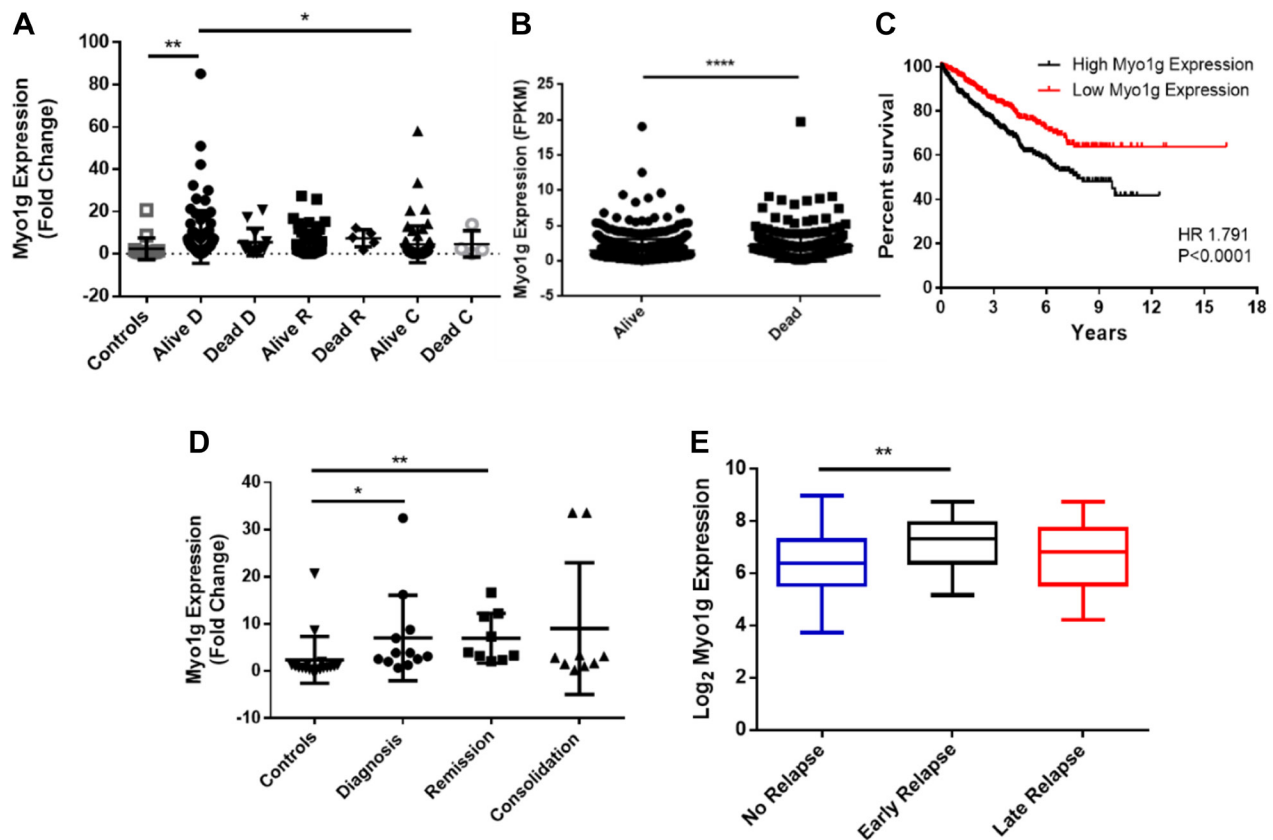 A
Myo1g Expression
(Fold Change)
100
80
60
40
20
0
-20
**
*
Controls
Alive D
Dead D
Alive R
Dead R
Alive C
Dead C
B
Myo1g Expression (FPKM)
25
20
15
10
5
0
-5
****
Alive
Dead
C
Percent survival
100
80
60
40
20
0
High Myo1g Expression
Low Myo1g Expression
HR 1.791
P<0.0001
0
3
6
9
12
15
18
Years
D
Myo1g Expression
(Fold Change)
40
30
20
10
0
-10
**
*
Controls
Diagnosis
Remission
Consolidation
E
Log2 Myo1g Expression
10
8
6
4
2
0
**
No Relapse
Early Relapse
Late Relapse